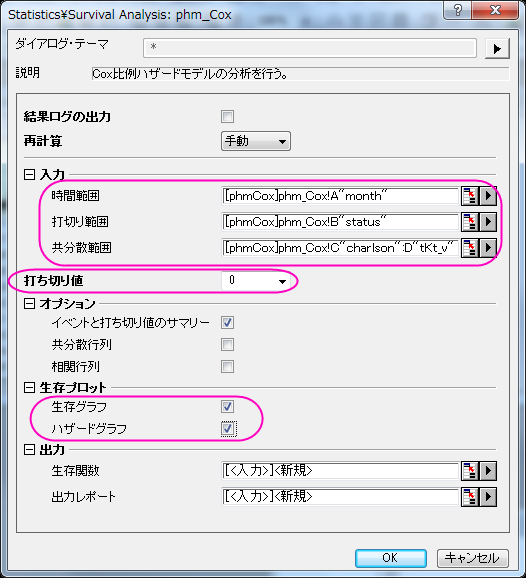 Statistics¥Survival Analysis: phm_Cox
ダイアログ・テーマ *
説明 Cox比例ハザードモデルの分析を行う。
結果ログの出力
再計算 手動
入力
時間範囲 [phmCox]phm_Cox!A"month"
打切り範囲 [phmCox]phm_Cox!B"status"
共分散範囲 [phmCox]phm_Cox!C"charlson":D"tKt_v"
打ち切り値 0
オプション
イベントと打ち切り値のサマリー
共分散行列
相関行列
生存プロット
生存グラフ
ハザードグラフ
出力
生存関数 [<入力>]<新規>
出力レポート [<入力>]<新規>
OK キャンセル